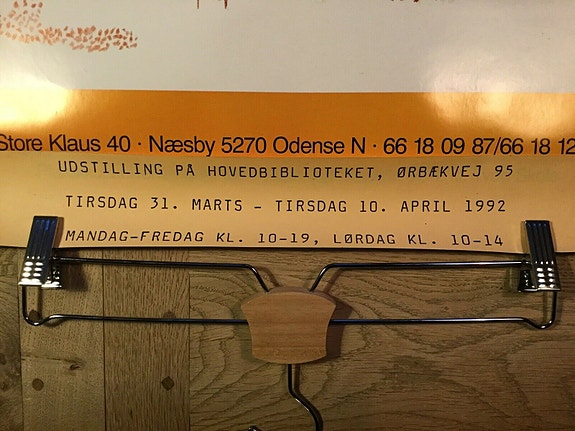 Store Klaus 40 · Næsby 5270 Odense N · 66 18 09 87/66 18 12
UDSTILLING PÅ HOVEDBIBLIOTEKET, ØRBÆKVEJ 95
TIRSDAG 31. MARTS - TIRSDAG 10. APRIL 1992
MANDAG-FREDAG KL. 10-19, LØRDAG KL. 10-14